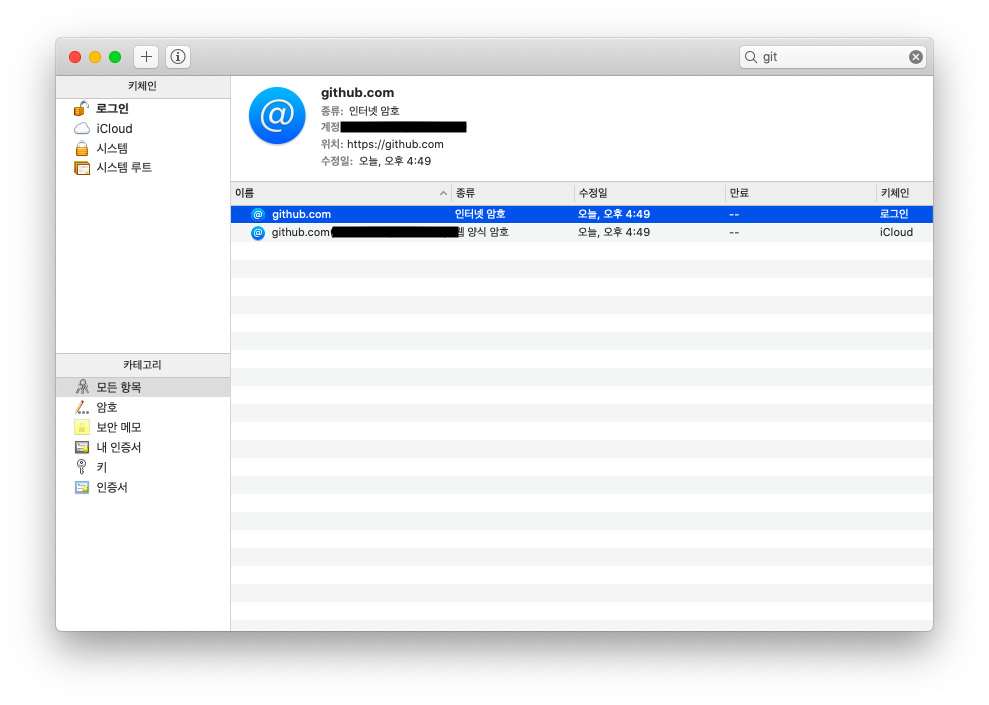 git
키체인
로그인
iCloud
시스템
시스템 루트
github.com
종류: 인터넷 암호
계정
위치: https://github.com
수정일: 오늘, 오후 4:49
이름 종류 수정일 만료 키체인
github.com 인터넷 암호 오늘, 오후 4:49 -- 로그인
github.com 웹 양식 암호 오늘, 오후 4:49 -- iCloud
카테고리
모든 항목
암호
보안 메모
내 인증서
키
인증서